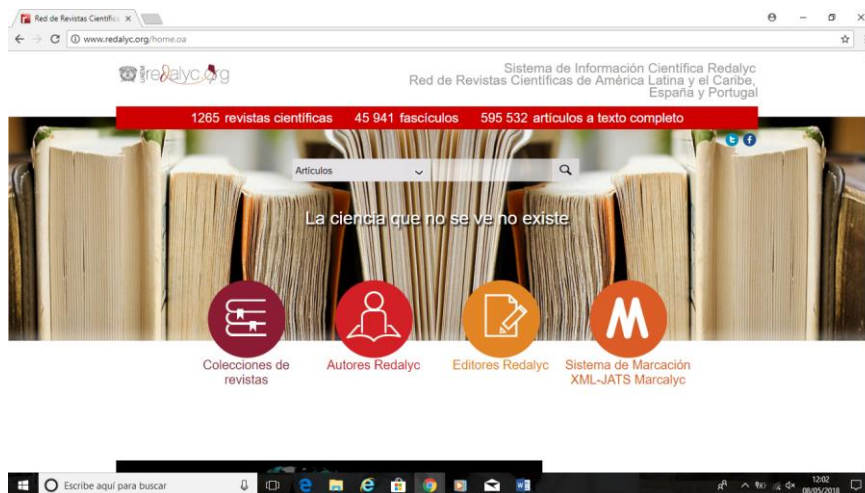 Red de Revistas Científic
www.redalyc.org/home.oa
UAEM redalyc.org
Sistema de Información Científica Redalyc
Red de Revistas Científicas de América Latina y el Caribe,
España y Portugal
1265 revistas científicas 45 941 fascículos 595 532 artículos a texto completo
Artículos
La ciencia que no se ve no existe
Colecciones de
revistas
Autores Redalyc
Editores Redalyc
Sistema de Marcación
XML-JATS Marcalyc
Escribe aquí para buscar
12:02
08/05/2018